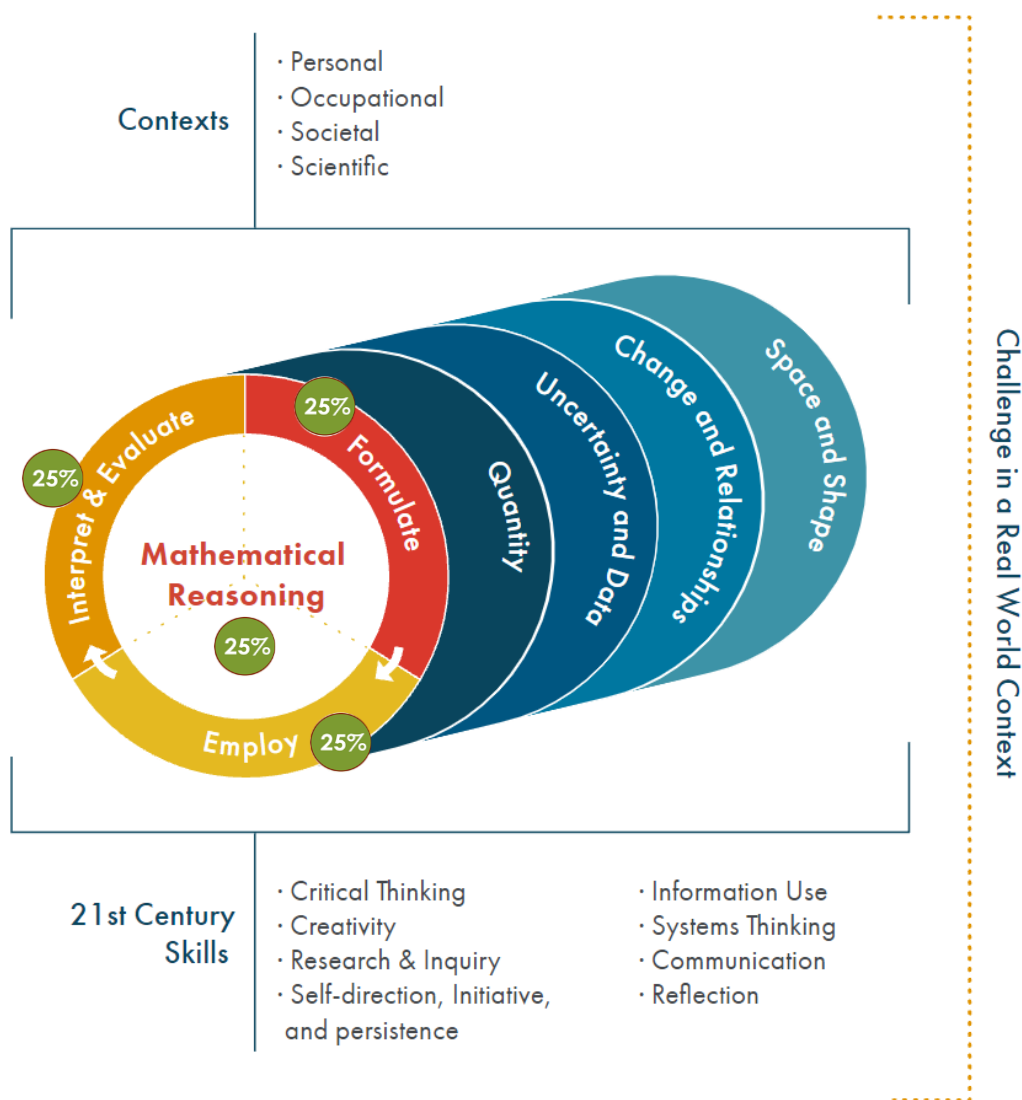 · Personal
· Occupational
· Societal
· Scientific
Contexts
Challenge in a Real World Context
Space and Shape
Change and Relationships
Uncertainty and Data
Quantity
25%
Formulate
25%
Interpret & Evaluate
Mathematical
Reasoning
25%
Employ
25%
21st Century
Skills
· Critical Thinking
· Creativity
· Research & Inquiry
· Self-direction, Initiative,
and persistence
· Information Use
· Systems Thinking
· Communication
· Reflection